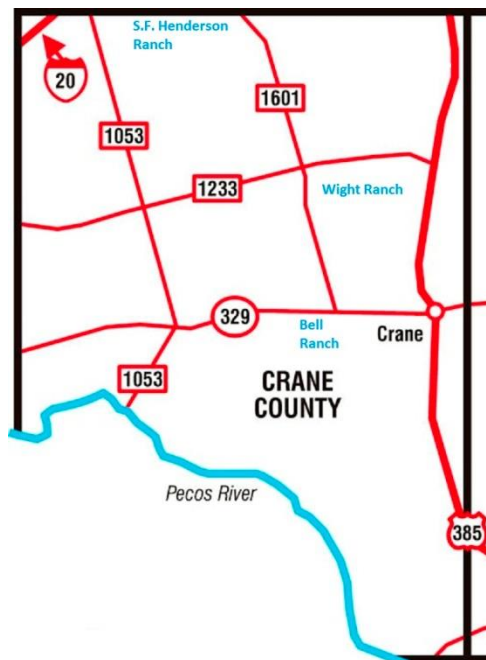 S.F. Henderson
Ranch
20
1601
1053
1233
Wight Ranch
329
Bell
Ranch
Crane
1053
CRANE
COUNTY
Pecos River
385